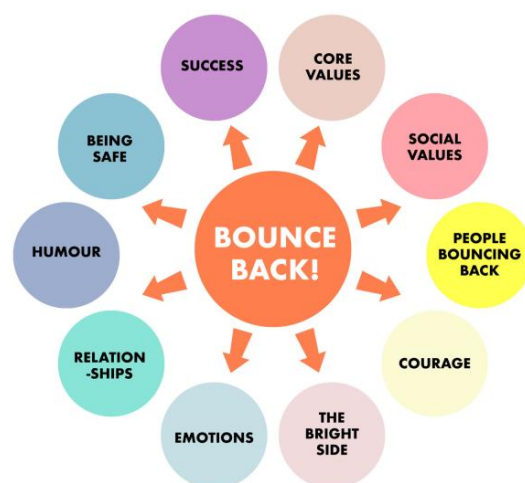 SUCCESS
CORE
VALUES
BEING
SAFE
SOCIAL
VALUES
HUMOUR
BOUNCE
BACK!
PEOPLE
BOUNCING
BACK
RELATION
-SHIPS
COURAGE
EMOTIONS
THE
BRIGHT
SIDE